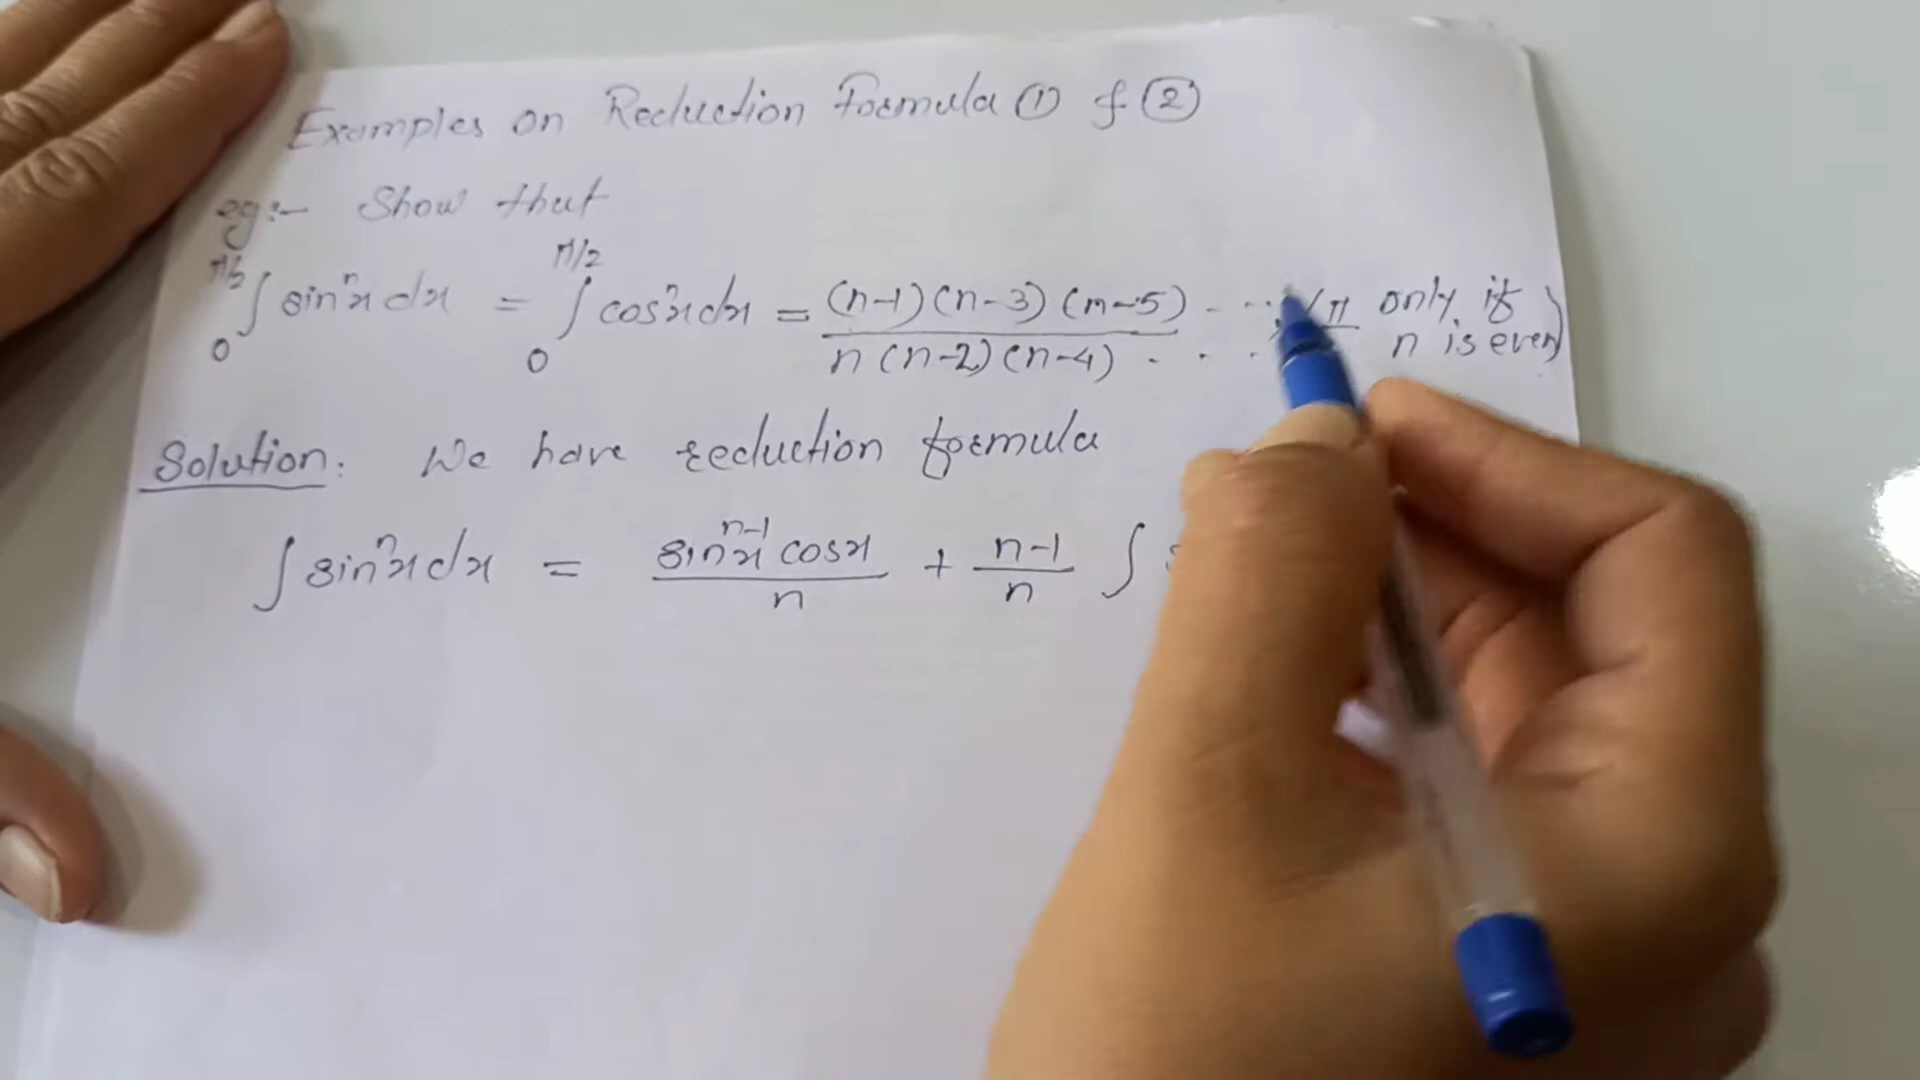 Examples on Reduction Formula ① & ②
eg:- Show that
π/2 ∫ 0 sinⁿx dx = π/2 ∫ 0 cosⁿx dx = (n-1)(n-3)(n-5) - ... / n(n-2)(n-4) . . . (π only if n is even)
Solution: We have reduction formula
∫ sinⁿx dx = sinⁿ⁻¹x cosx / n + n-1 / n ∫